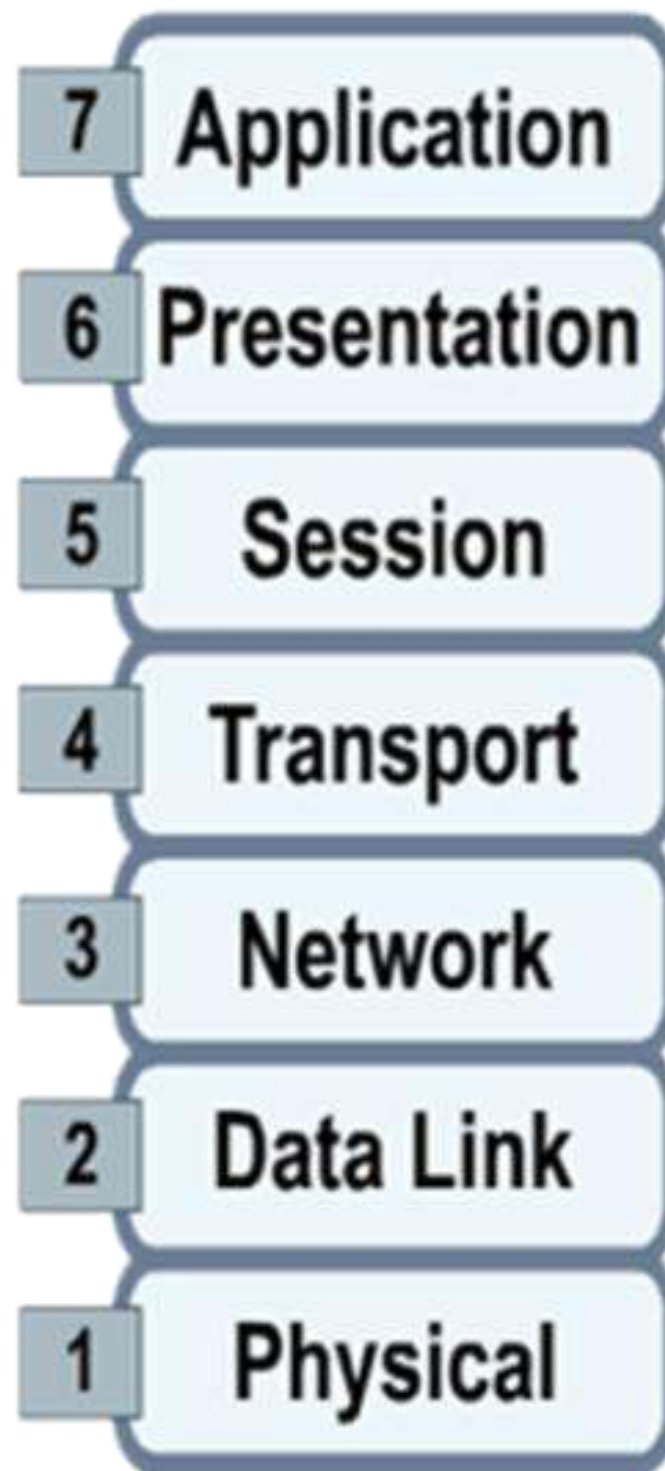 7 Application
6 Presentation
5 Session
4 Transport
3 Network
2 Data Link
1 Physical